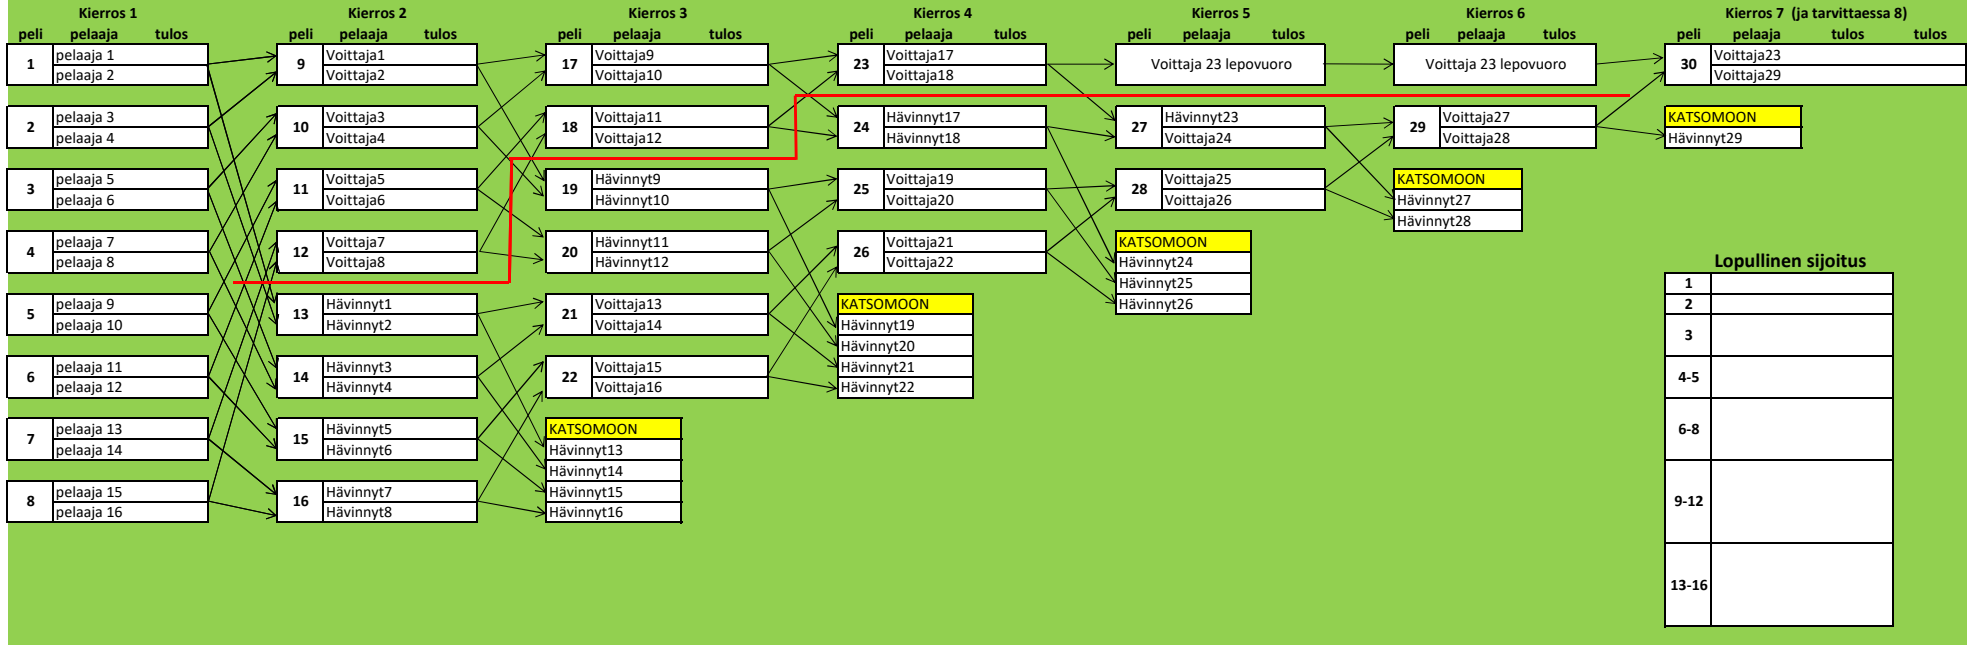 Kierros 1
peli pelaaja tulos
1
pelaaja 1
pelaaja 2
2
pelaaja 3
pelaaja 4
3
pelaaja 5
pelaaja 6
4
pelaaja 7
pelaaja 8
5
pelaaja 9
pelaaja 10
6
pelaaja 11
pelaaja 12
7
pelaaja 13
pelaaja 14
8
pelaaja 15
pelaaja 16
Kierros 2
peli pelaaja tulos
9
Voittaja1
Voittaja2
10
Voittaja3
Voittaja4
11
Voittaja5
Voittaja6
12
Voittaja7
Voittaja8
13
Hävinnyt1
Hävinnyt2
14
Hävinnyt3
Hävinnyt4
15
Hävinnyt5
Hävinnyt6
16
Hävinnyt7
Hävinnyt8
Kierros 3
peli pelaaja tulos
17
Voittaja9
Voittaja10
18
Voittaja11
Voittaja12
19
Hävinnyt9
Hävinnyt10
20
Hävinnyt11
Hävinnyt12
21
Voittaja13
Voittaja14
22
Voittaja15
Voittaja16
KATSOMOON
Hävinnyt13
Hävinnyt14
Hävinnyt15
Hävinnyt16
Kierros 4
peli pelaaja tulos
23
Voittaja17
Voittaja18
24
Hävinnyt17
Hävinnyt18
25
Voittaja19
Voittaja20
26
Voittaja21
Voittaja22
KATSOMOON
Hävinnyt19
Hävinnyt20
Hävinnyt21
Hävinnyt22
Kierros 5
peli pelaaja tulos
Voittaja 23 lepovuoro
27
Hävinnyt23
Voittaja24
28
Voittaja25
Voittaja26
KATSOMOON
Hävinnyt24
Hävinnyt25
Hävinnyt26
Kierros 6
peli pelaaja tulos
Voittaja 23 lepovuoro
29
Voittaja27
Voittaja28
KATSOMOON
Hävinnyt27
Hävinnyt28
Kierros 7 (ja tarvittaessa 8)
peli pelaaja tulos tulos
30
Voittaja23
Voittaja29
KATSOMOON
Hävinnyt29
Lopullinen sijoitus
1
2
3
4-5
6-8
9-12
13-16